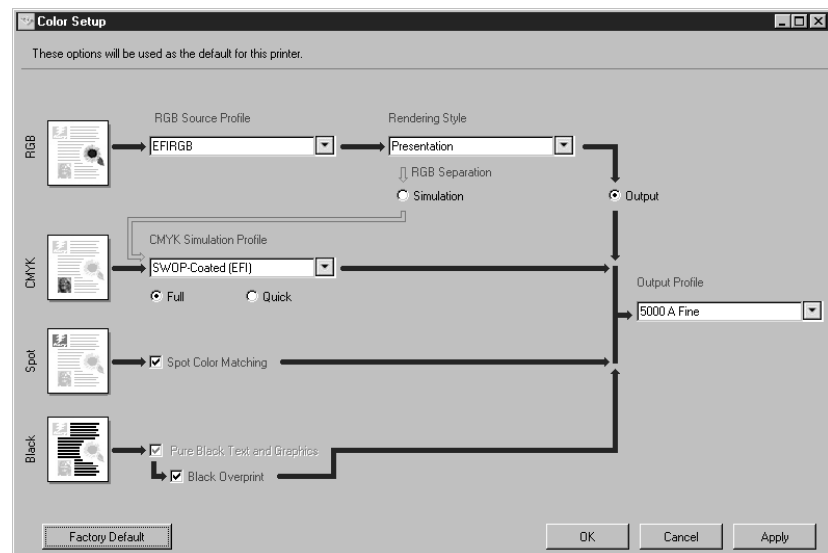 Color Setup
These options will be used as the default for this printer.
RGB
RGB Source Profile
EFIRGB
Rendering Style
Presentation
RGB Separation
Simulation
Output
CMYK
CMYK Simulation Profile
SWOP-Coated (EFI)
Full
Quick
Output Profile
5000 A Fine
Spot
Spot Color Matching
Black
Pure Black Text and Graphics
Black Overprint
Factory Default
OK
Cancel
Apply